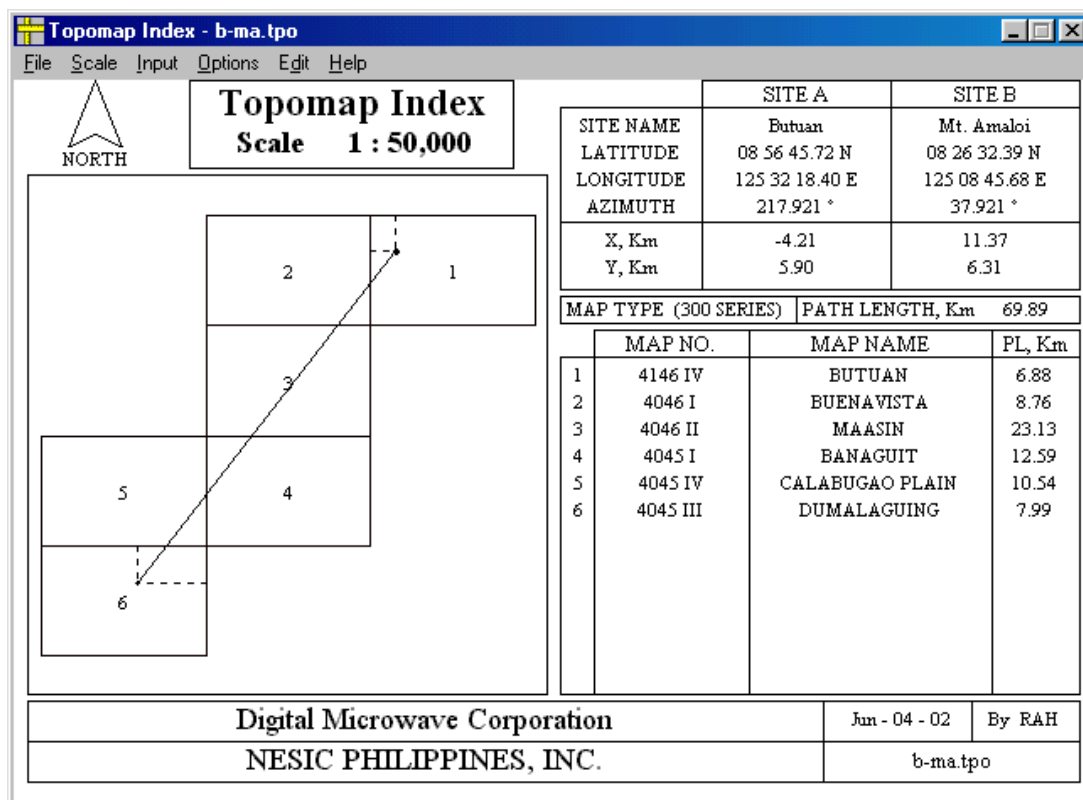 Topomap Index - b-ma.tpo
File Scale Input Options Edit Help
NORTH
Topomap Index
Scale 1 : 50,000
2
1
3
5
4
6
SITE A SITE B
SITE NAME Butuan Mt. Amaloi
LATITUDE 08 56 45.72 N 08 26 32.39 N
LONGITUDE 125 32 18.40 E 125 08 45.68 E
AZIMUTH 217.921 ° 37.921 °
X, Km -4.21 11.37
Y, Km 5.90 6.31
MAP TYPE (300 SERIES) PATH LENGTH, Km 69.89
MAP NO. MAP NAME PL, Km
1 4146 IV BUTUAN 6.88
2 4046 I BUENAVISTA 8.76
3 4046 II MAASIN 23.13
4 4045 I BANAGUIT 12.59
5 4045 IV CALABUGAO PLAIN 10.54
6 4045 III DUMALAGUING 7.99
Digital Microwave Corporation Jun - 04 - 02 By RAH
NESIC PHILIPPINES, INC. b-ma.tpo